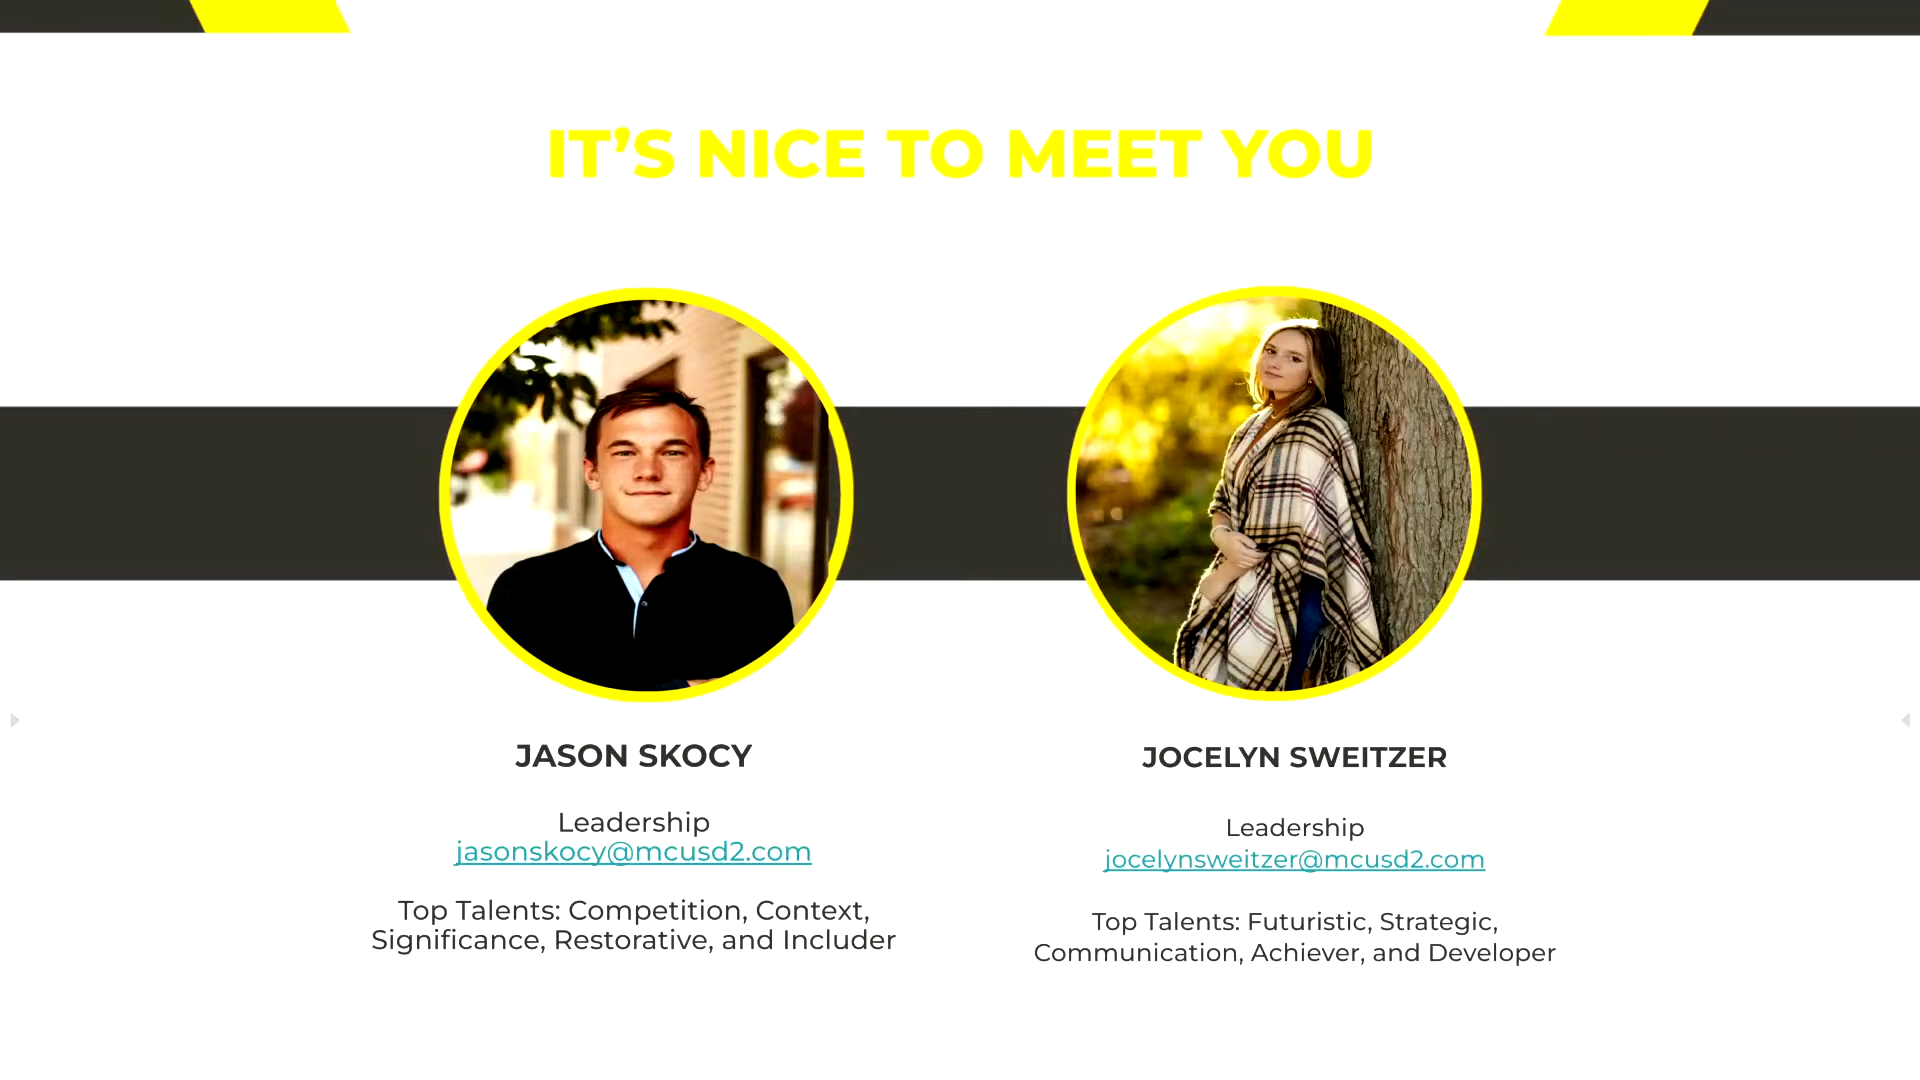 IT’S NICE TO MEET YOU
JASON SKOCY
Leadership
jasonskocy@mcusd2.com
Top Talents: Competition, Context,
Significance, Restorative, and Includer
JOCELYN SWEITZER
Leadership
jocelynsweitzer@mcusd2.com
Top Talents: Futuristic, Strategic,
Communication, Achiever, and Developer